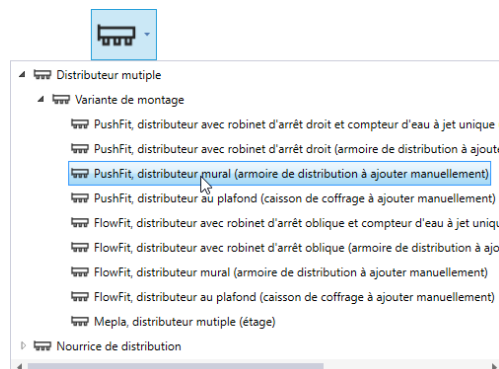 Distributeur mutiple
Variante de montage
PushFit, distributeur avec robinet d'arrêt droit et compteur d'eau à jet unique
PushFit, distributeur avec robinet d'arrêt droit (armoire de distribution à
PushFit, distributeur mural (armoire de distribution à ajouter manuellement)
PushFit, distributeur au plafond (caisson de coffrage à ajouter manuellement)
FlowFit, distributeur avec robinet d'arrêt oblique et compteur d'eau à jet
FlowFit, distributeur avec robinet d'arrêt oblique (armoire de distribution à
FlowFit, distributeur mural (armoire de distribution à ajouter manuellement)
FlowFit, distributeur au plafond (caisson de coffrage à ajouter manuellement)
Mepla, distributeur mutiple (étage)
Nourrice de distribution